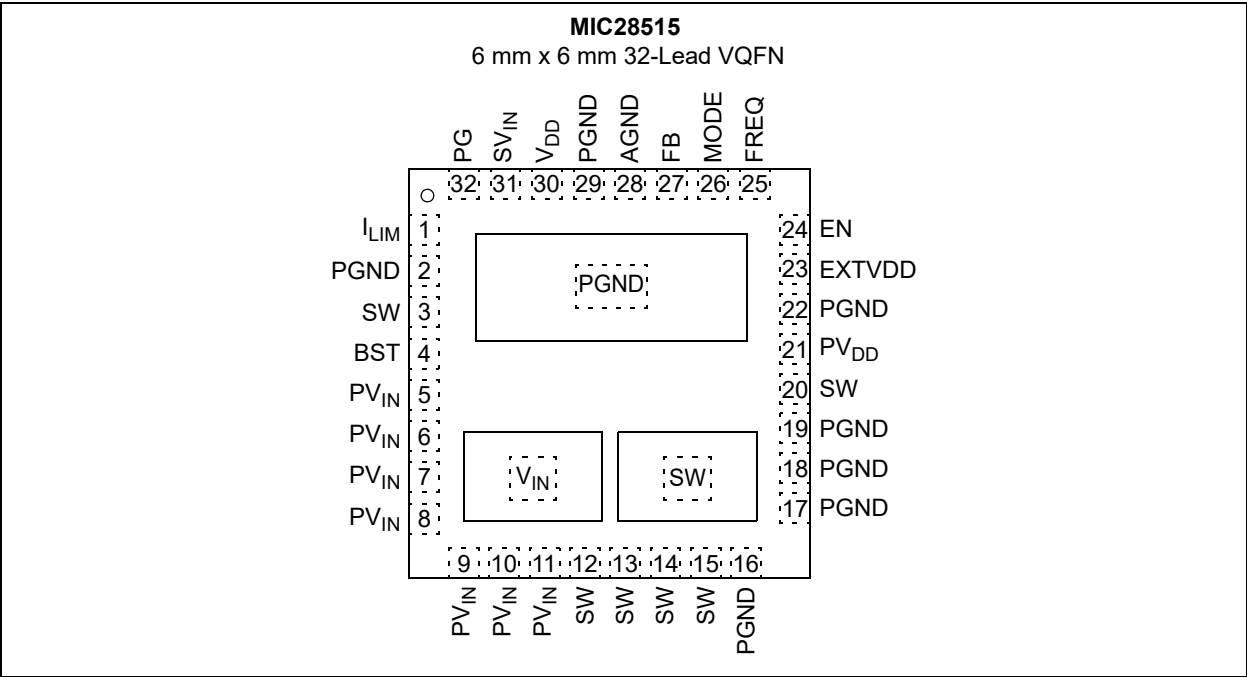 MIC28515
6 mm x 6 mm 32-Lead VQFN
PG
SVIN
VDD
PGND
AGND
FB
MODE
FREQ
32 31 30 29 28 27 26 25
ILIM 1
PGND 2
SW 3
BST 4
PVIN 5
PVIN 6
PVIN 7
PVIN 8
24 EN
23 EXTVDD
22 PGND
21 PVDD
20 SW
19 PGND
18 PGND
17 PGND
PGND
VIN
SW
9 10 11 12 13 14 15 16
PVIN
PVIN
PVIN
SW
SW
SW
SW
PGND